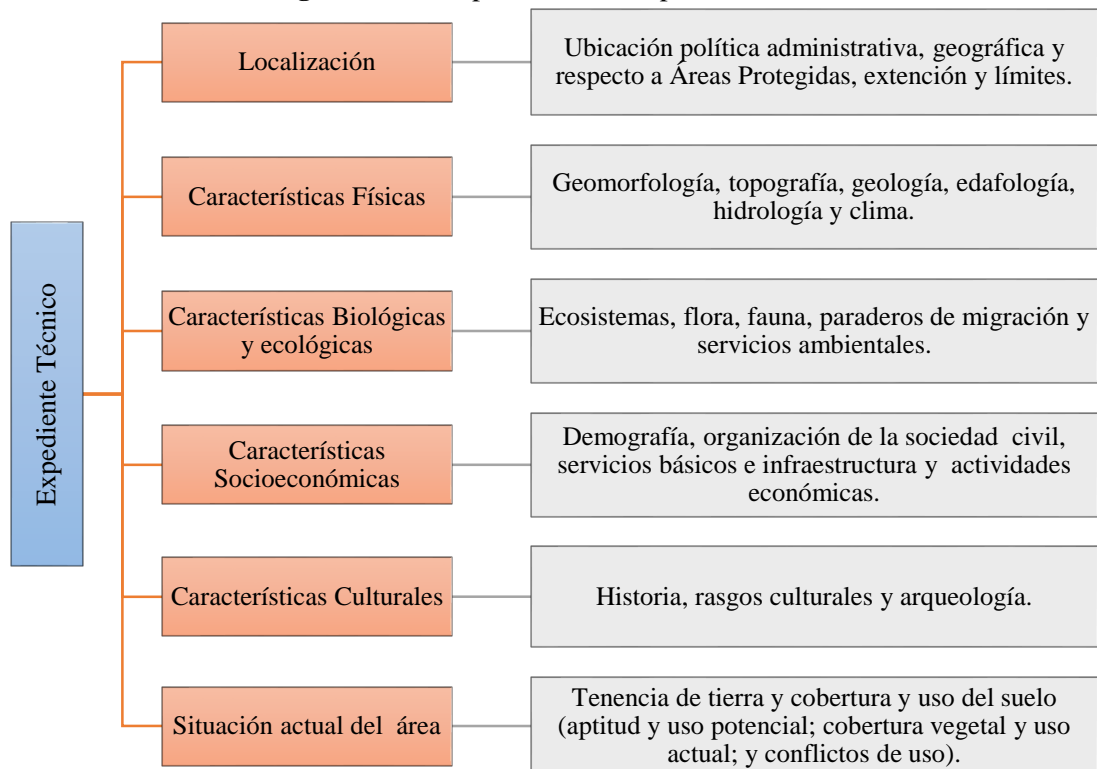 Localización
Ubicación política administrativa, geográfica y
respecto a Áreas Protegidas, extención y límites.
Características Físicas
Geomorfología, topografía, geología, edafología,
hidrología y clima.
Expediente Técnico
Características Biológicas
y ecológicas
Ecosistemas, flora, fauna, paraderos de migración y
servicios ambientales.
Características
Socioeconómicas
Demografía, organización de la sociedad civil,
servicios básicos e infraestructura y actividades
económicas.
Características Culturales
Historia, rasgos culturales y arqueología.
Situación actual del área
Tenencia de tierra y cobertura y uso del suelo
(aptitud y uso potencial; cobertura vegetal y uso
actual; y conflictos de uso).